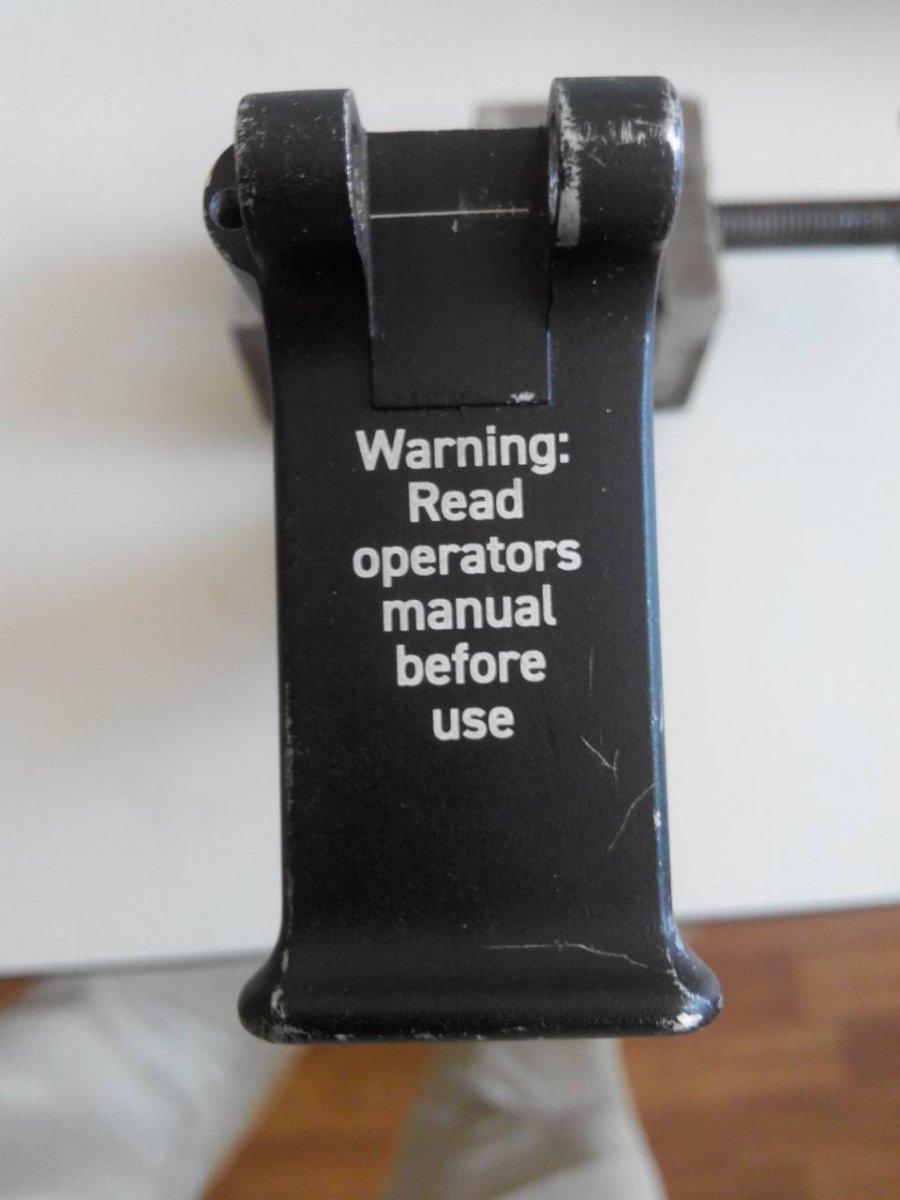 Warning:
Read
operators
manual
before
use